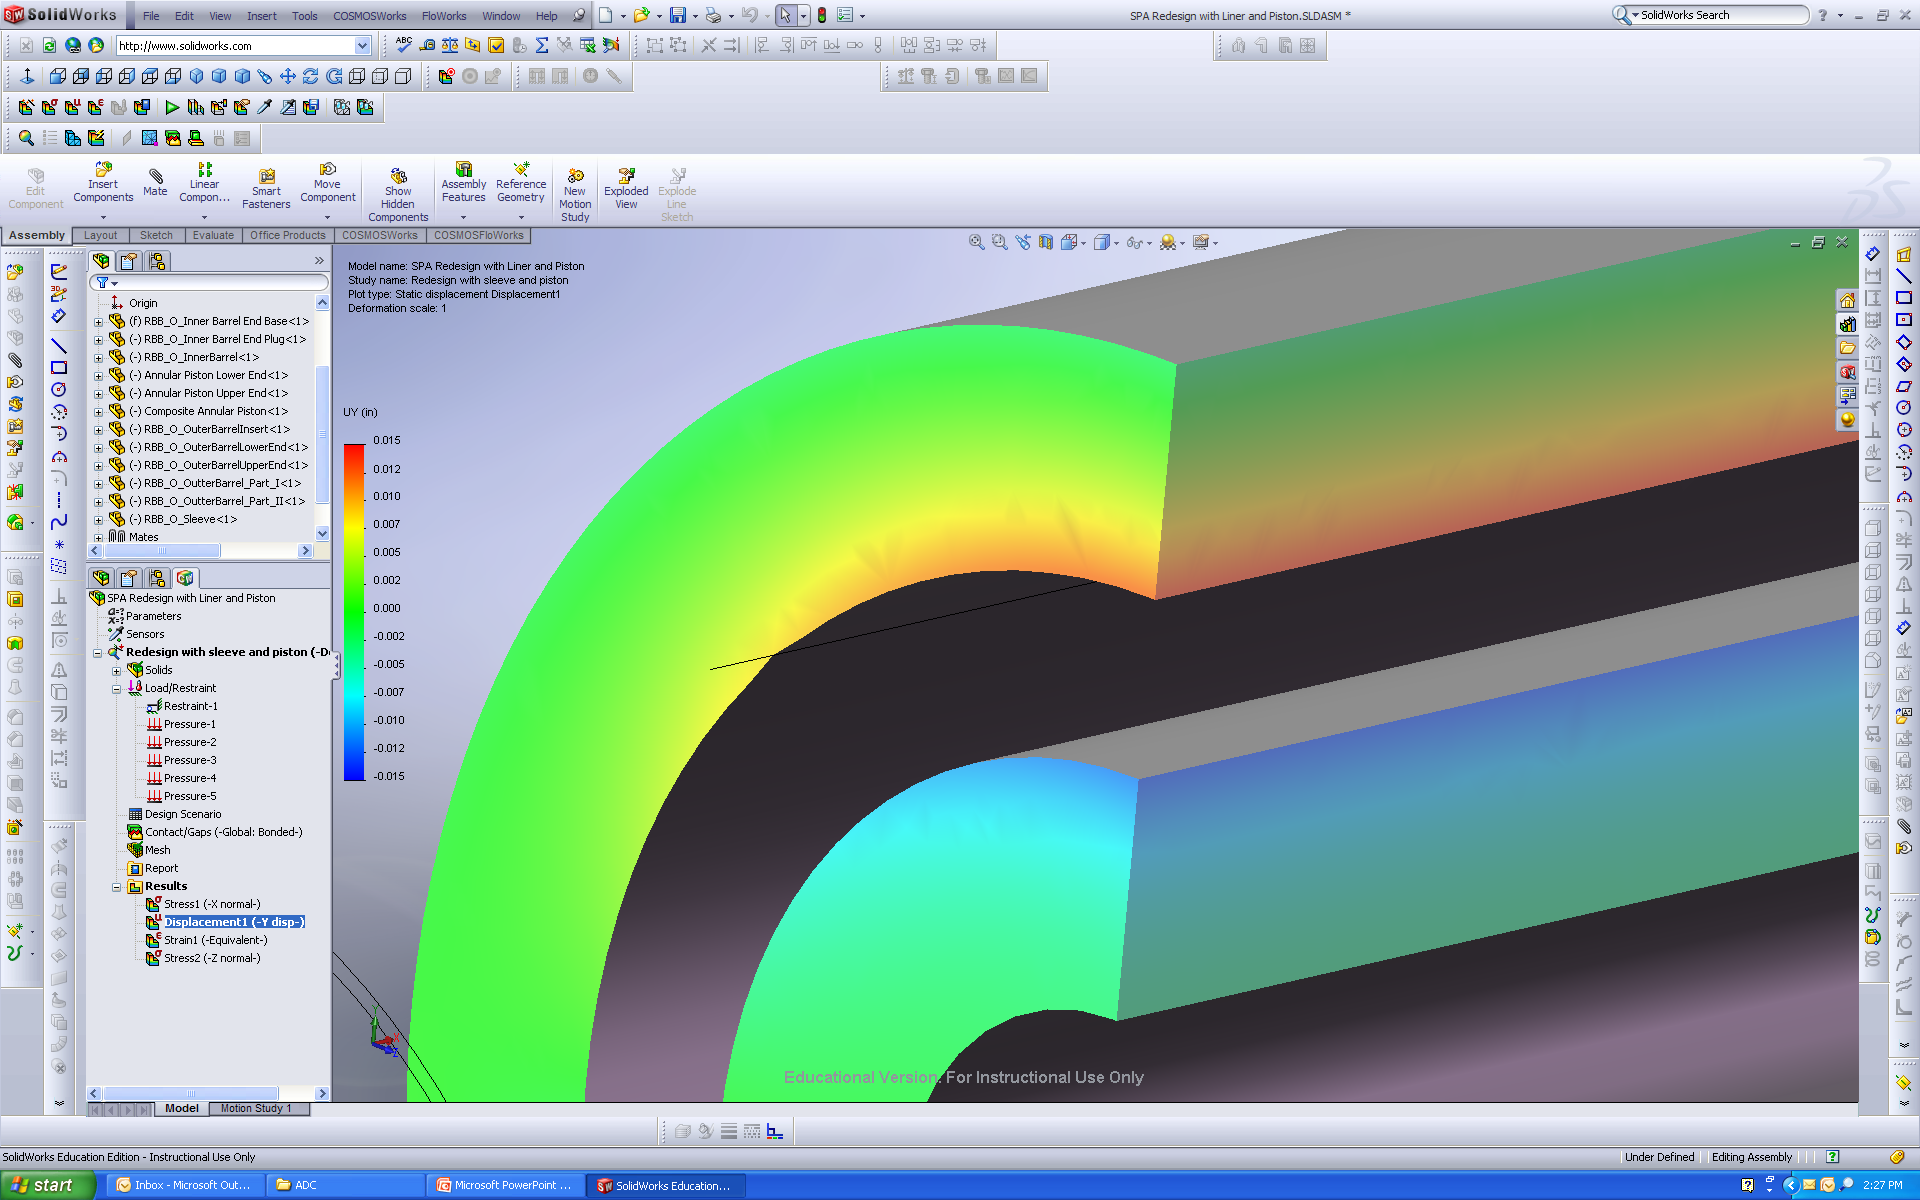 SolidWorks File Edit View Insert Tools COSMOSWorks FloWorks Window Help SPA Redesign with Liner and Piston.SLDASM * SolidWorks Search
http://www.solidworks.com
Edit Component
Insert Components
Mate
Linear Compon...
Smart Fasteners
Move Component
Show Hidden Components
Assembly Features
Reference Geometry
New Motion Study
Exploded View
Explode Line Sketch
Assembly Layout Sketch Evaluate Office Products COSMOSWorks COSMOSFloWorks
Origin
(f) RBB_O_Inner Barrel End Base<1>
(-) RBB_O_Inner Barrel End Plug<1>
(-) RBB_O_InnerBarrel<1>
(-) Annular Piston Lower End<1>
(-) Annular Piston Upper End<1>
(-) Composite Annular Piston<1>
(-) RBB_O_OuterBarrelInsert<1>
(-) RBB_O_OuterBarrelLowerEnd<1>
(-) RBB_O_OuterBarrelUpperEnd<1>
(-) RBB_O_OutterBarrel_Part_I<1>
(-) RBB_O_OutterBarrel_Part_II<1>
(-) RBB_O_Sleeve<1>
Mates
SPA Redesign with Liner and Piston
Parameters
Sensors
Redesign with sleeve and piston (-D
Solids
Load/Restraint
Restraint-1
Pressure-1
Pressure-2
Pressure-3
Pressure-4
Pressure-5
Design Scenario
Contact/Gaps (-Global: Bonded-)
Mesh
Report
Results
Stress1 (-X normal-)
Displacement1 (-Y disp-)
Strain1 (-Equivalent-)
Stress2 (-Z normal-)
Model name: SPA Redesign with Liner and Piston
Study name: Redesign with sleeve and piston
Plot type: Static displacement Displacement1
Deformation scale: 1
UY (in)
0.015
0.012
0.010
0.007
0.005
0.002
0.000
-0.002
-0.005
-0.007
-0.010
-0.012
-0.015
Educational Version. For Instructional Use Only
Model Motion Study 1
SolidWorks Education Edition - Instructional Use Only Under Defined Editing Assembly
start Inbox - Microsoft Out... ADC Microsoft PowerPoint ... SolidWorks Education... 2:27 PM